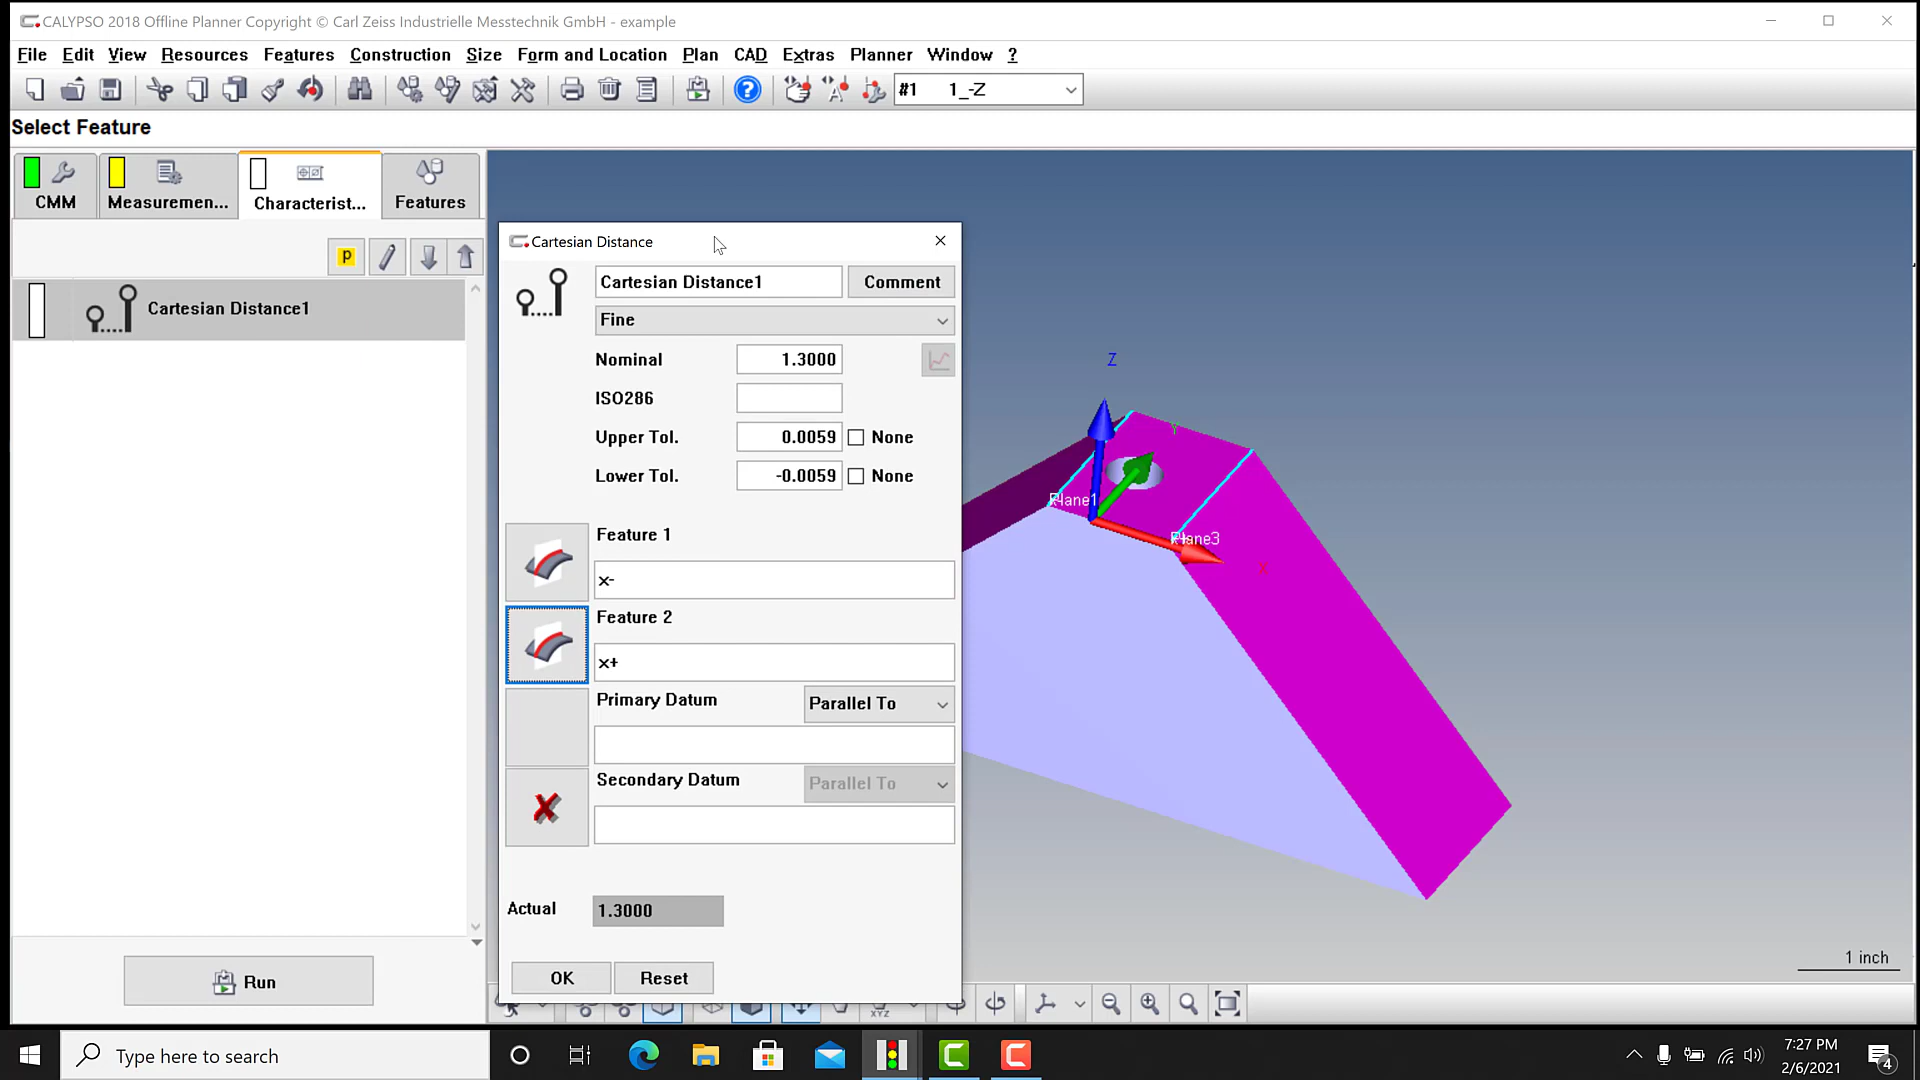 CALYPSO 2018 Offline Planner Copyright © Carl Zeiss Industrielle Messtechnik GmbH - example
File Edit View Resources Features Construction Size Form and Location Plan CAD Extras Planner Window ?
#1 1_-Z
Select Feature
CMM Measuremen... Characterist... Features
p
Cartesian Distance1
Cartesian Distance
Cartesian Distance1 Comment
Fine
Nominal 1.3000
ISO286
Upper Tol. 0.0059 None
Lower Tol. -0.0059 None
Feature 1
x-
Feature 2
x+
Primary Datum Parallel To
Secondary Datum Parallel To
Actual 1.3000
OK Reset
Run
Z
Y
Plane1
X
1 inch
XYZ
Type here to search
7:27 PM
2/6/2021
4